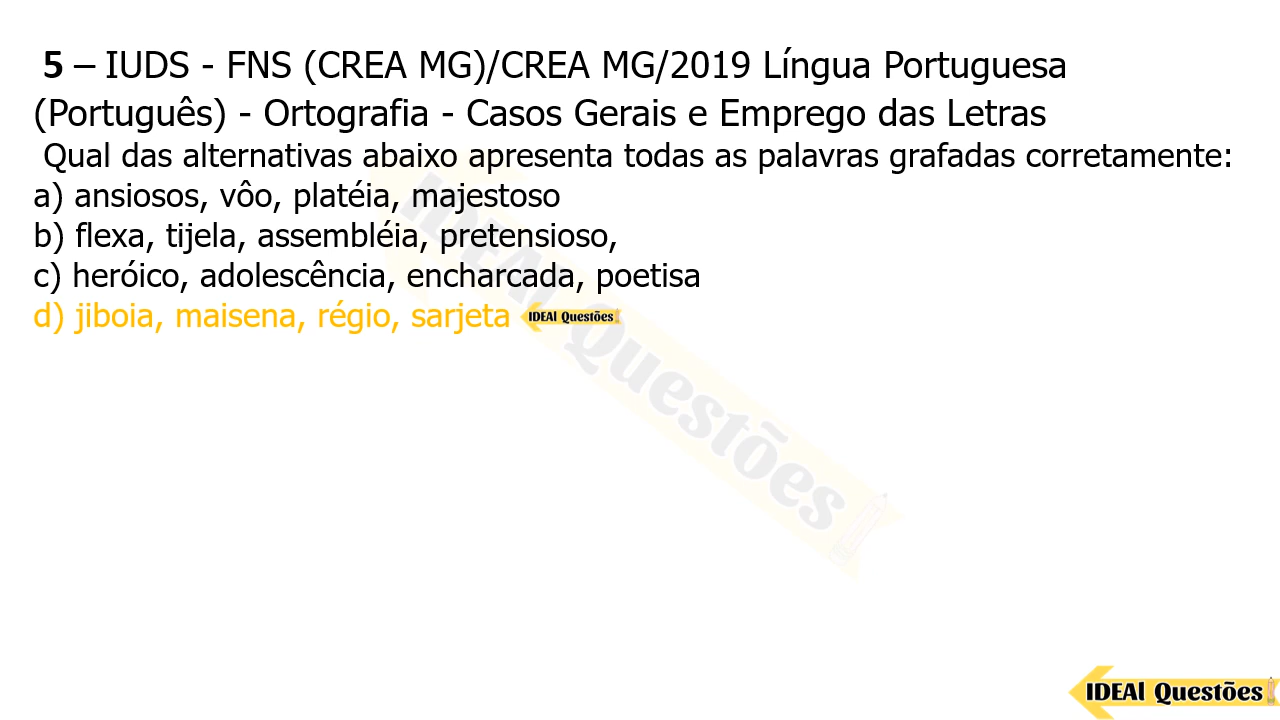 5 – IUDS - FNS (CREA MG)/CREA MG/2019 Língua Portuguesa
(Português) - Ortografia - Casos Gerais e Emprego das Letras
Qual das alternativas abaixo apresenta todas as palavras grafadas corretamente:
a) ansiosos, vôo, platéia, majestoso
b) flexa, tijela, assembléia, pretensioso,
c) heróico, adolescência, encharcada, poetisa
d) jiboia, maisena, régio, sarjeta IDEAl Questões
IDEAl Questões
IDEAl Questões